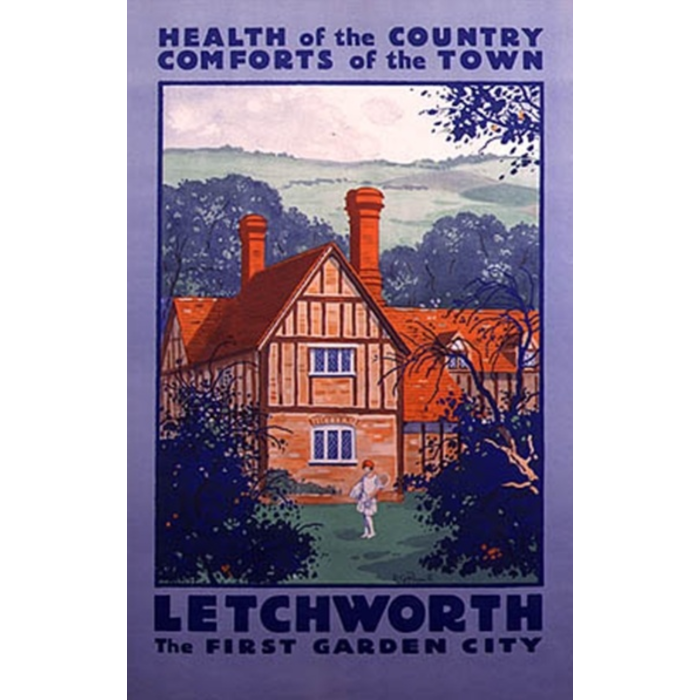 HEALTH of the COUNTRY
COMFORTS of the TOWN
LETCHWORTH
The FIRST GARDEN CITY